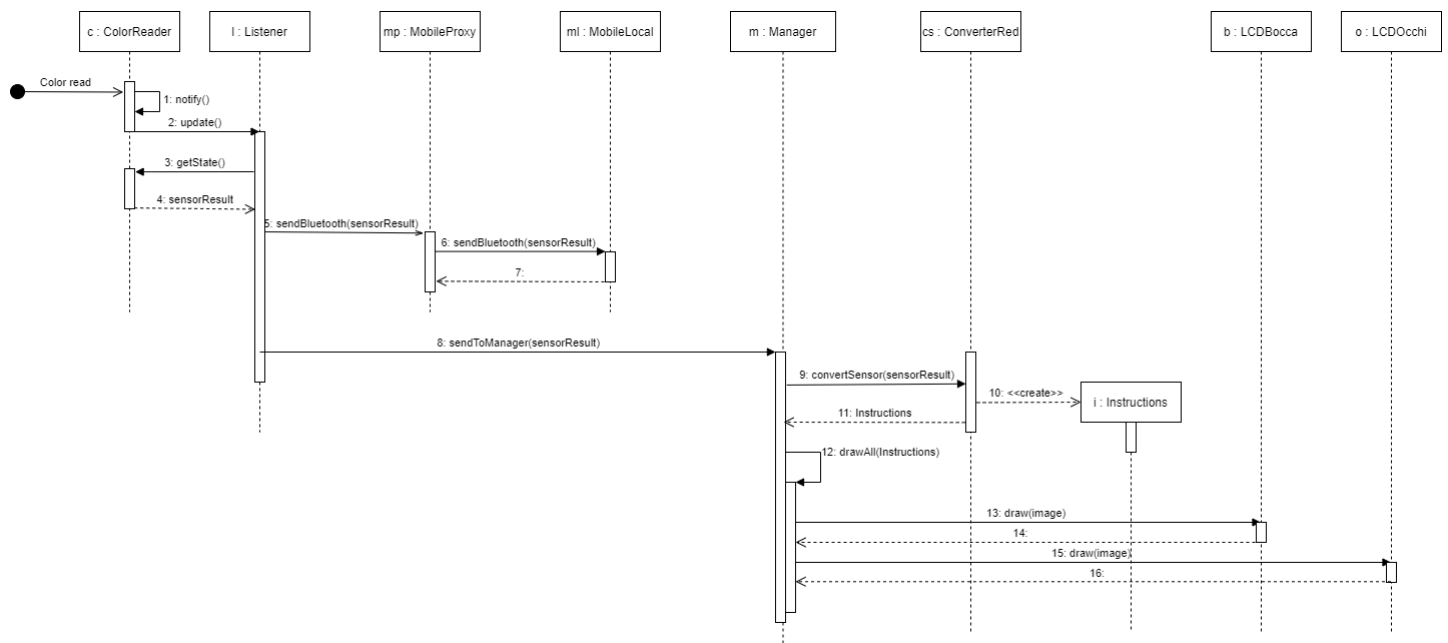 c : ColorReader
l : Listener
mp : MobileProxy
ml : MobileLocal
m : Manager
cs : ConverterRed
b : LCDBocca
o : LCDOcchi
Color read
1: notify()
2: update()
3: getState()
4: sensorResult
5: sendBluetooth(sensorResult)
6: sendBluetooth(sensorResult)
7:
8: sendToManager(sensorResult)
9: convertSensor(sensorResult)
10: <<create>>
i : Instructions
11: Instructions
12: drawAll(Instructions)
13: draw(image)
14:
15: draw(image)
16: